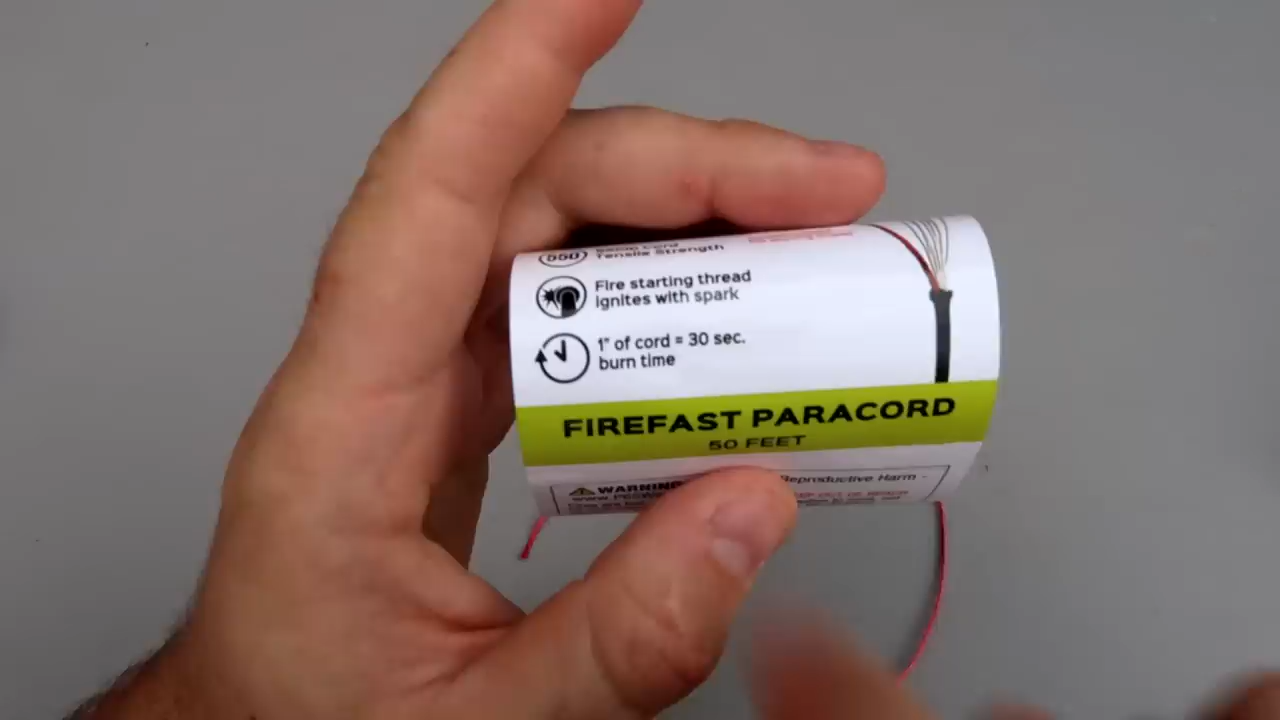 550
Tensile Strength
Fire starting thread
ignites with spark
1" of cord = 30 sec.
burn time
FIREFAST PARACORD
50 FEET
WARNING Reproductive Harm -